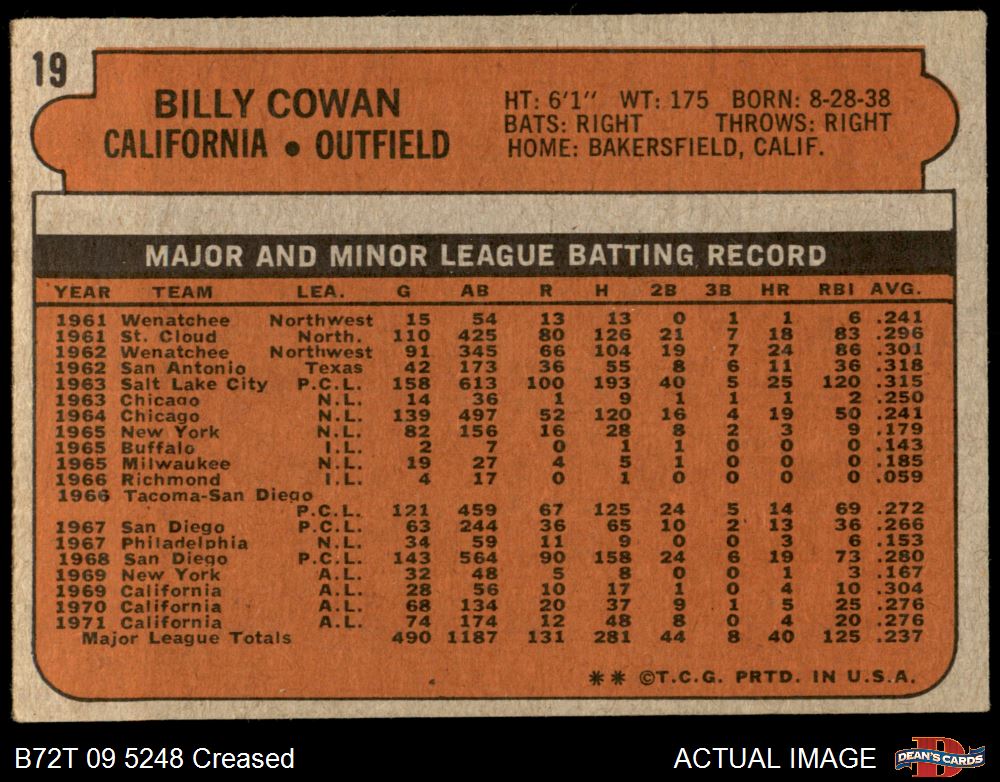 19
BILLY COWAN
CALIFORNIA • OUTFIELD
HT: 6'1'' WT: 175 BORN: 8-28-38
BATS: RIGHT THROWS: RIGHT
HOME: BAKERSFIELD, CALIF.
MAJOR AND MINOR LEAGUE BATTING RECORD
YEAR TEAM LEA. G AB R H 2B 3B HR RBI AVG.
1961 Wenatchee Northwest 15 54 13 13 0 1 1 6 .241
1961 St. Cloud North. 110 425 80 126 21 7 18 83 .296
1962 Wenatchee Northwest 91 345 66 104 19 7 24 86 .301
1962 San Antonio Texas 42 173 36 55 8 6 11 36 .318
1963 Salt Lake City P.C.L. 158 613 100 193 40 5 25 120 .315
1963 Chicago N.L. 14 36 1 9 1 1 1 2 .250
1964 Chicago N.L. 139 497 52 120 16 4 19 50 .241
1965 New York N.L. 82 156 16 28 8 2 3 9 .179
1965 Buffalo I.L. 2 7 0 1 1 0 0 0 .143
1965 Milwaukee N.L. 19 27 4 5 1 0 0 0 .185
1966 Richmond I.L. 4 17 0 1 0 0 0 0 .059
1966 Tacoma-San Diego
P.C.L. 121 459 67 125 24 5 14 69 .272
1967 San Diego P.C.L. 63 244 36 65 10 2 13 36 .266
1967 Philadelphia N.L. 34 59 11 9 0 0 3 6 .153
1968 San Diego P.C.L. 143 564 90 158 24 6 19 73 .280
1969 New York A.L. 32 48 5 8 0 0 1 3 .167
1969 California A.L. 28 56 10 17 1 0 4 10 .304
1970 California A.L. 68 134 20 37 9 1 5 25 .276
1971 California A.L. 74 174 12 48 8 0 4 20 .276
Major League Totals 490 1187 131 281 44 8 40 125 .237
** ©T.C.G. PRTD. IN U.S.A.
B72T 09 5248 Creased
ACTUAL IMAGE
D
DEAN'S CARDS